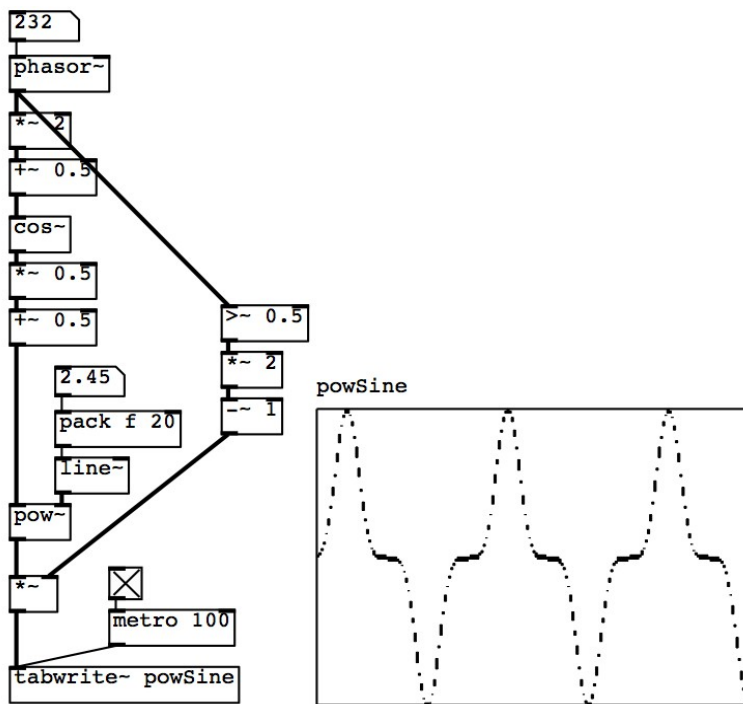 232
phasor~
*~ 2
+~ 0.5
cos~
*~ 0.5
+~ 0.5
>~ 0.5
*~ 2
-~ 1
2.45
pack f 20
line~
pow~
*~
metro 100
tabwrite~ powSine
powSine